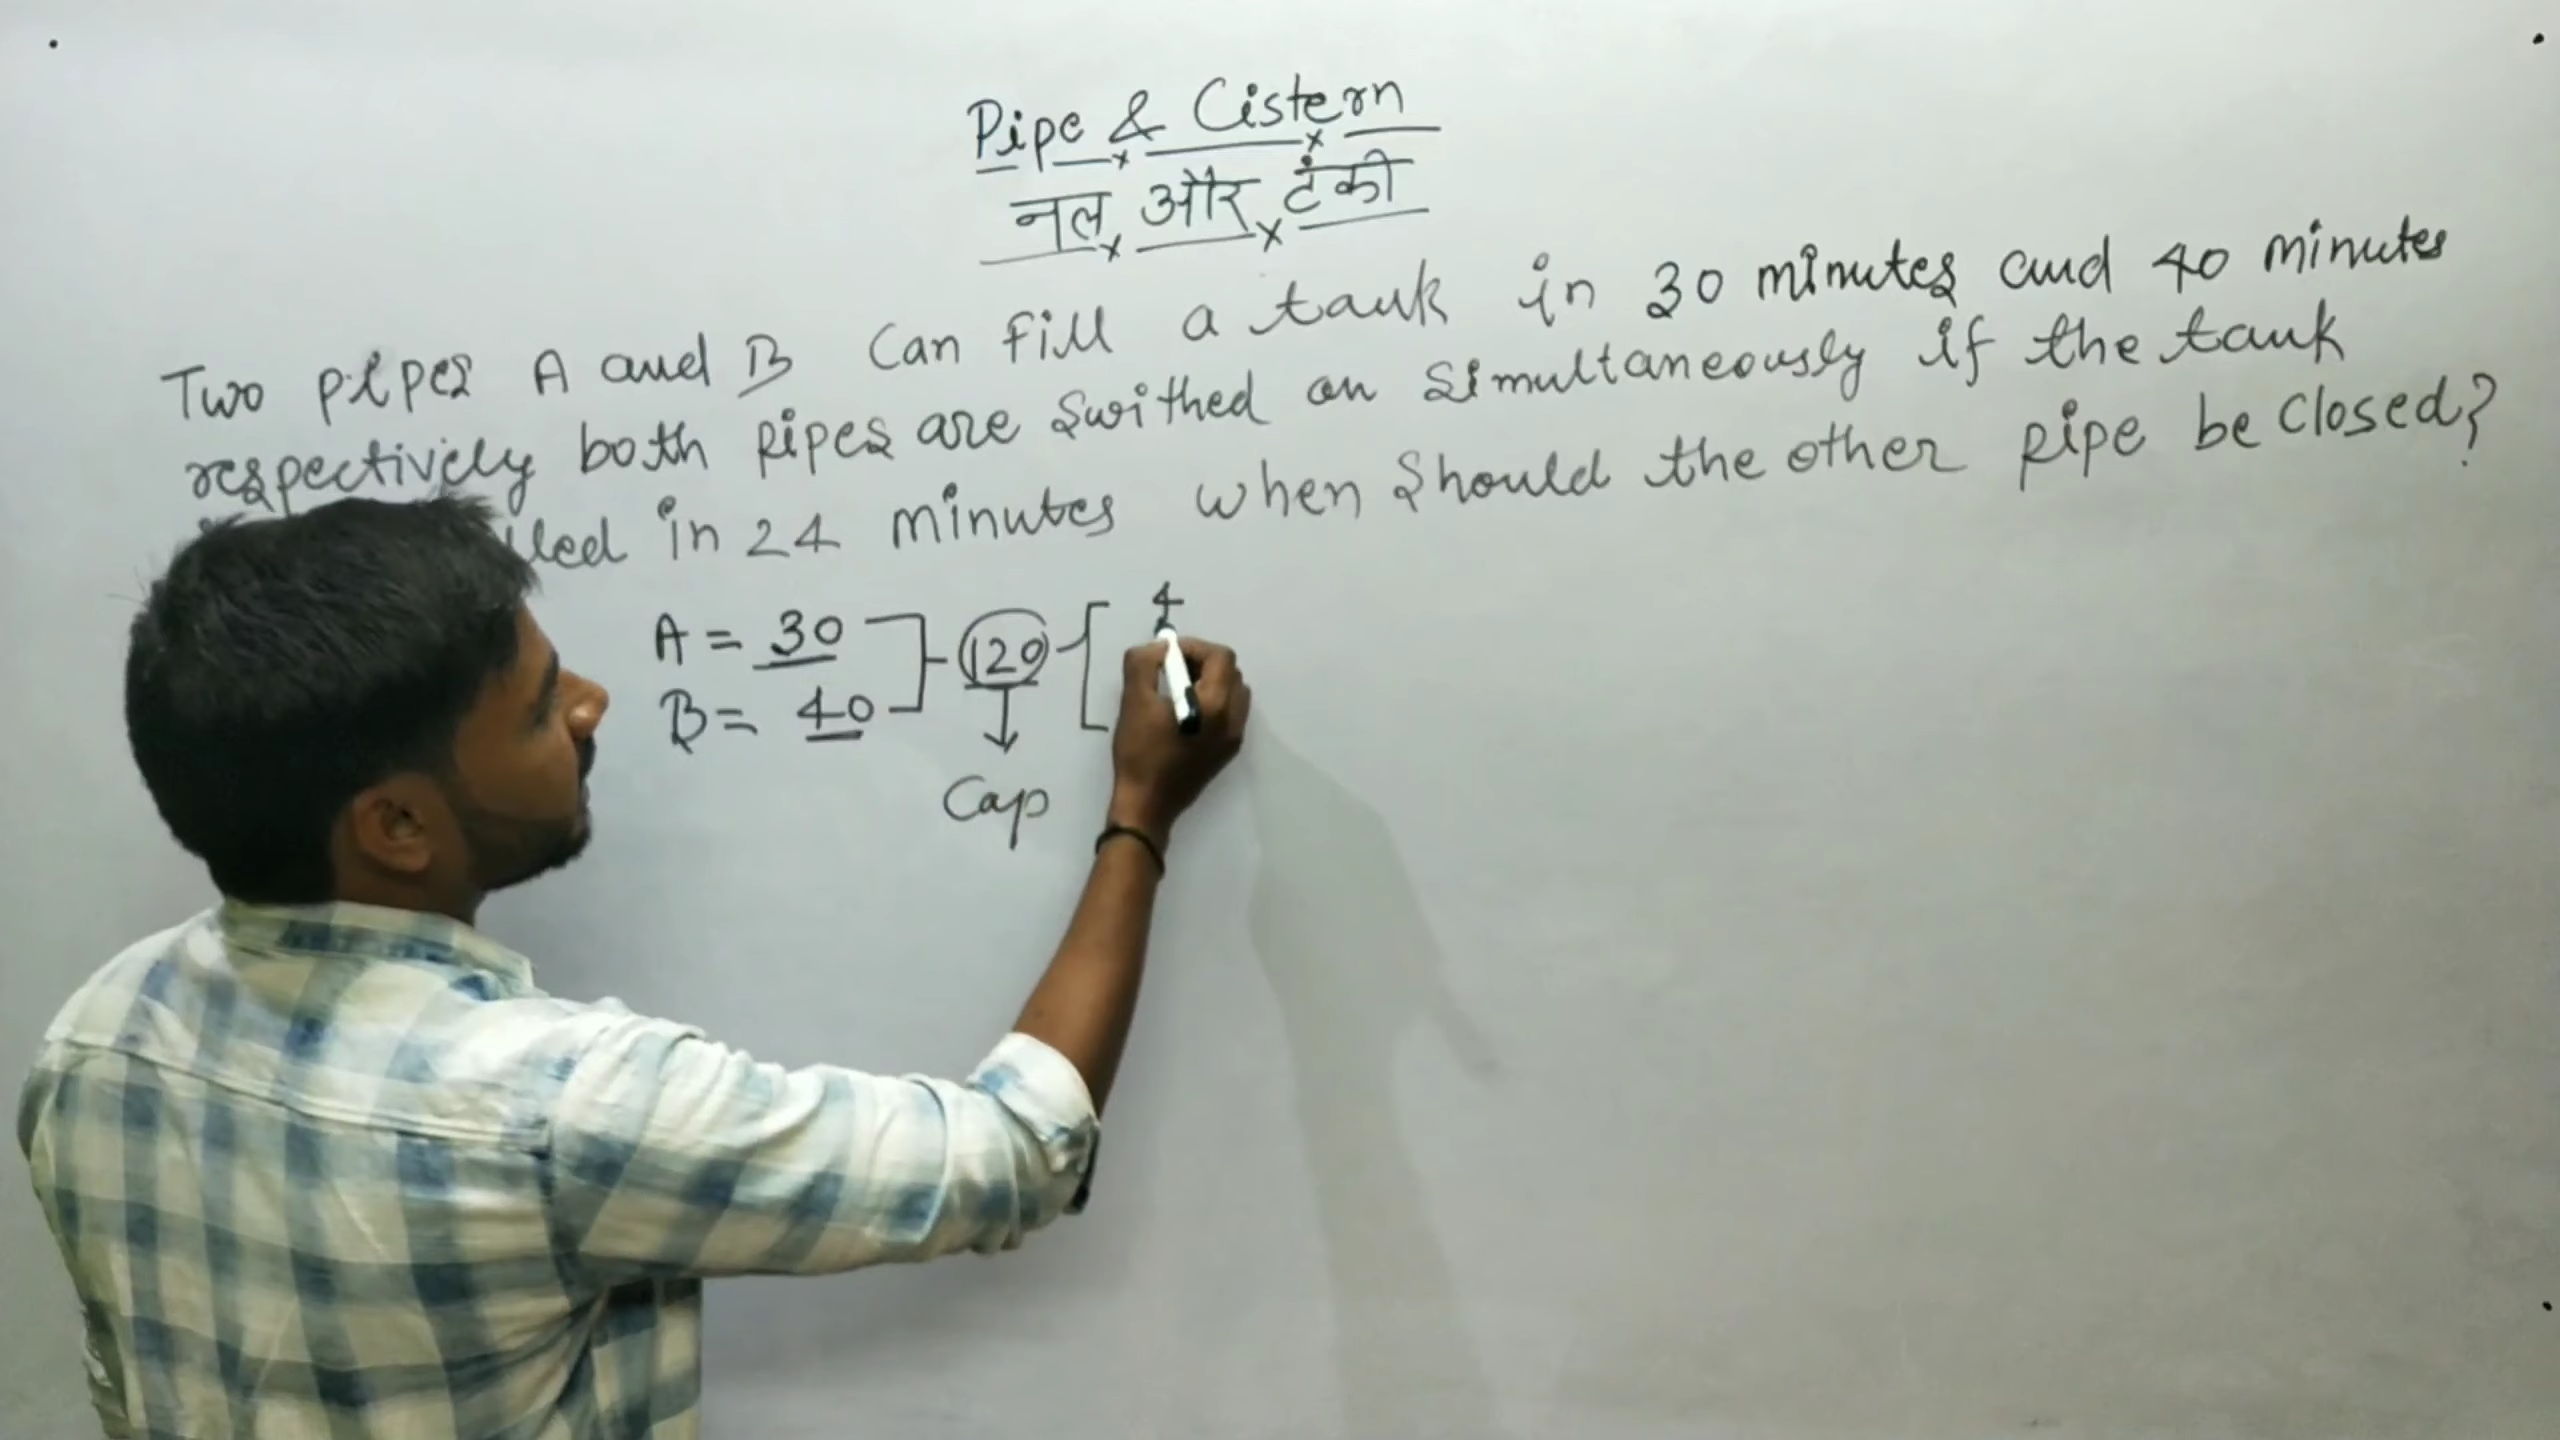 Pipe & Cistern
नल और टंकी
Two pipes A and B Can fill a tank in 30 minutes and 40 minutes
respectively both pipes are swithed on simultaneously if the tank
in 24 minutes when should the other pipe be closed?
A = 30
B = 40
120
4
Cap